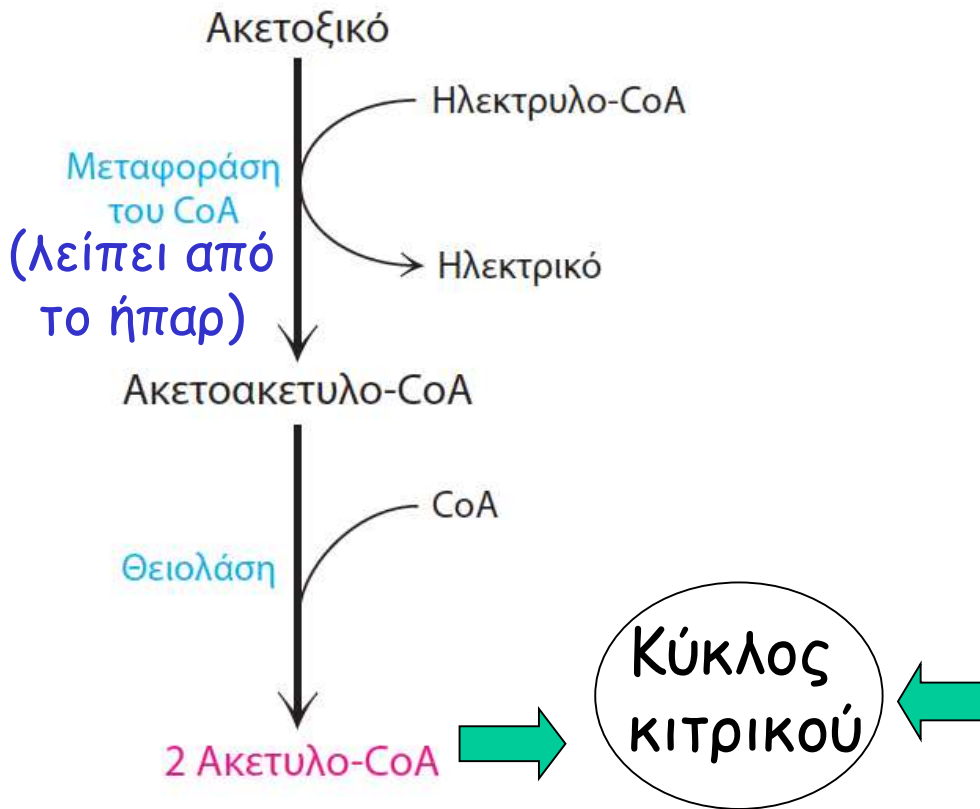 Ακετοξικό
Ηλεκτρυλο-CoA
Μεταφοράση
του CoA
(λείπει από
το ήπαρ)
Ηλεκτρικό
Ακετοακετυλο-CoA
CoA
Θειολάση
Κύκλος
κιτρικού
2 Ακετυλο-CoA